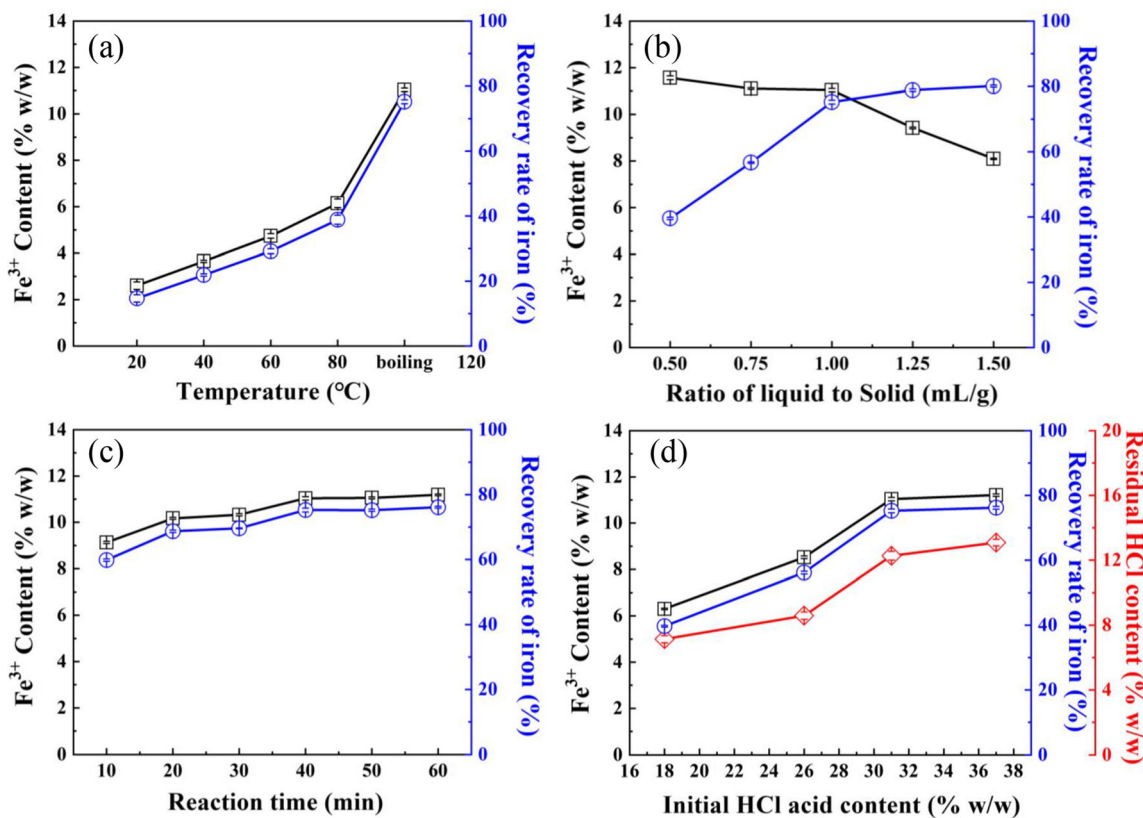 (a)
Fe3+ Content (% w/w)
14
12
10
8
6
4
2
0
20 40 60 80 boiling 120
Temperature (°C)
100
80
60
40
20
0
Recovery rate of iron (%)
(b)
Fe3+ Content (% w/w)
14
12
10
8
6
4
2
0
0.50 0.75 1.00 1.25 1.50
Ratio of liquid to Solid (mL/g)
100
80
60
40
20
0
Recovery rate of iron (%)
(c)
Fe3+ Content (% w/w)
14
12
10
8
6
4
2
0
10 20 30 40 50 60
Reaction time (min)
100
80
60
40
20
0
Recovery rate of iron (%)
(d)
Fe3+ Content (% w/w)
14
12
10
8
6
4
2
0
16 18 20 22 24 26 28 30 32 34 36 38
Initial HCl acid content (% w/w)
100
80
60
40
20
0
Recovery rate of iron (%)
20
16
12
8
4
0
Residual HCl content (% w/w)